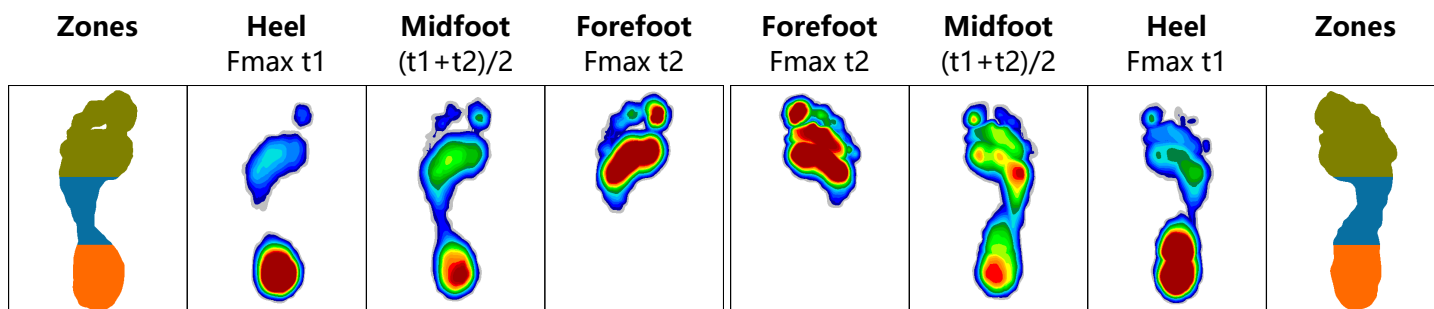 Zones Heel Midfoot Forefoot Forefoot Midfoot Heel Zones
Fmax t1 (t1+t2)/2 Fmax t2 Fmax t2 (t1+t2)/2 Fmax t1